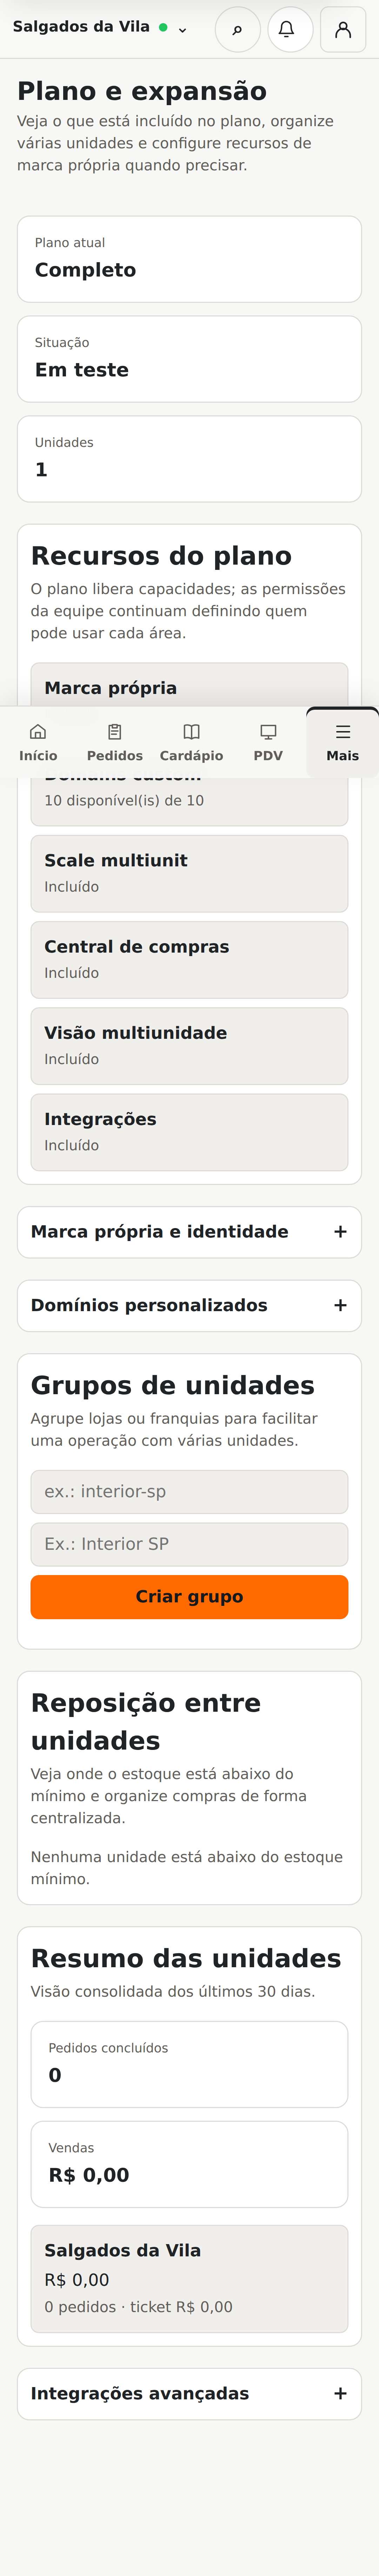 Salgados da Vila
Plano e expansão
Veja o que está incluído no plano, organize
várias unidades e configure recursos de
marca própria quando precisar.
Plano atual
Completo
Situação
Em teste
Unidades
1
Recursos do plano
O plano libera capacidades; as permissões
da equipe continuam definindo quem
pode usar cada área.
Marca própria
Início
Pedidos
Cardápio
PDV
Mais
10 disponível(is) de 10
Scale multiunit
Incluído
Central de compras
Incluído
Visão multiunidade
Incluído
Integrações
Incluído
Marca própria e identidade +
Domínios personalizados +
Grupos de unidades
Agrupe lojas ou franquias para facilitar
uma operação com várias unidades.
ex.: interior-sp
Ex.: Interior SP
Criar grupo
Reposição entre
unidades
Veja onde o estoque está abaixo do
mínimo e organize compras de forma
centralizada.
Nenhuma unidade está abaixo do estoque
mínimo.
Resumo das unidades
Visão consolidada dos últimos 30 dias.
Pedidos concluídos
0
Vendas
R$ 0,00
Salgados da Vila
R$ 0,00
0 pedidos · ticket R$ 0,00
Integrações avançadas +